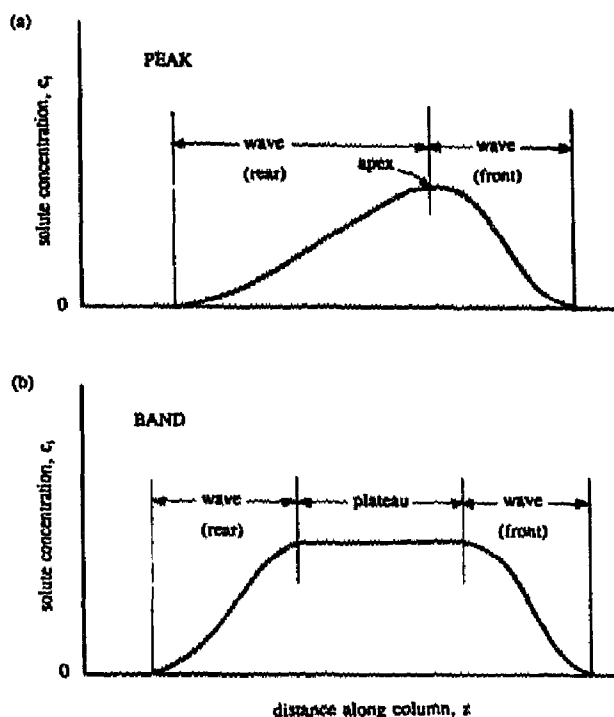 (a)
PEAK
wave
wave
(rear)
apex
(front)
solute concentration, cᵢ
0
(b)
BAND
wave
plateau
wave
(rear)
(front)
solute concentration, cᵢ
0
distance along column, z